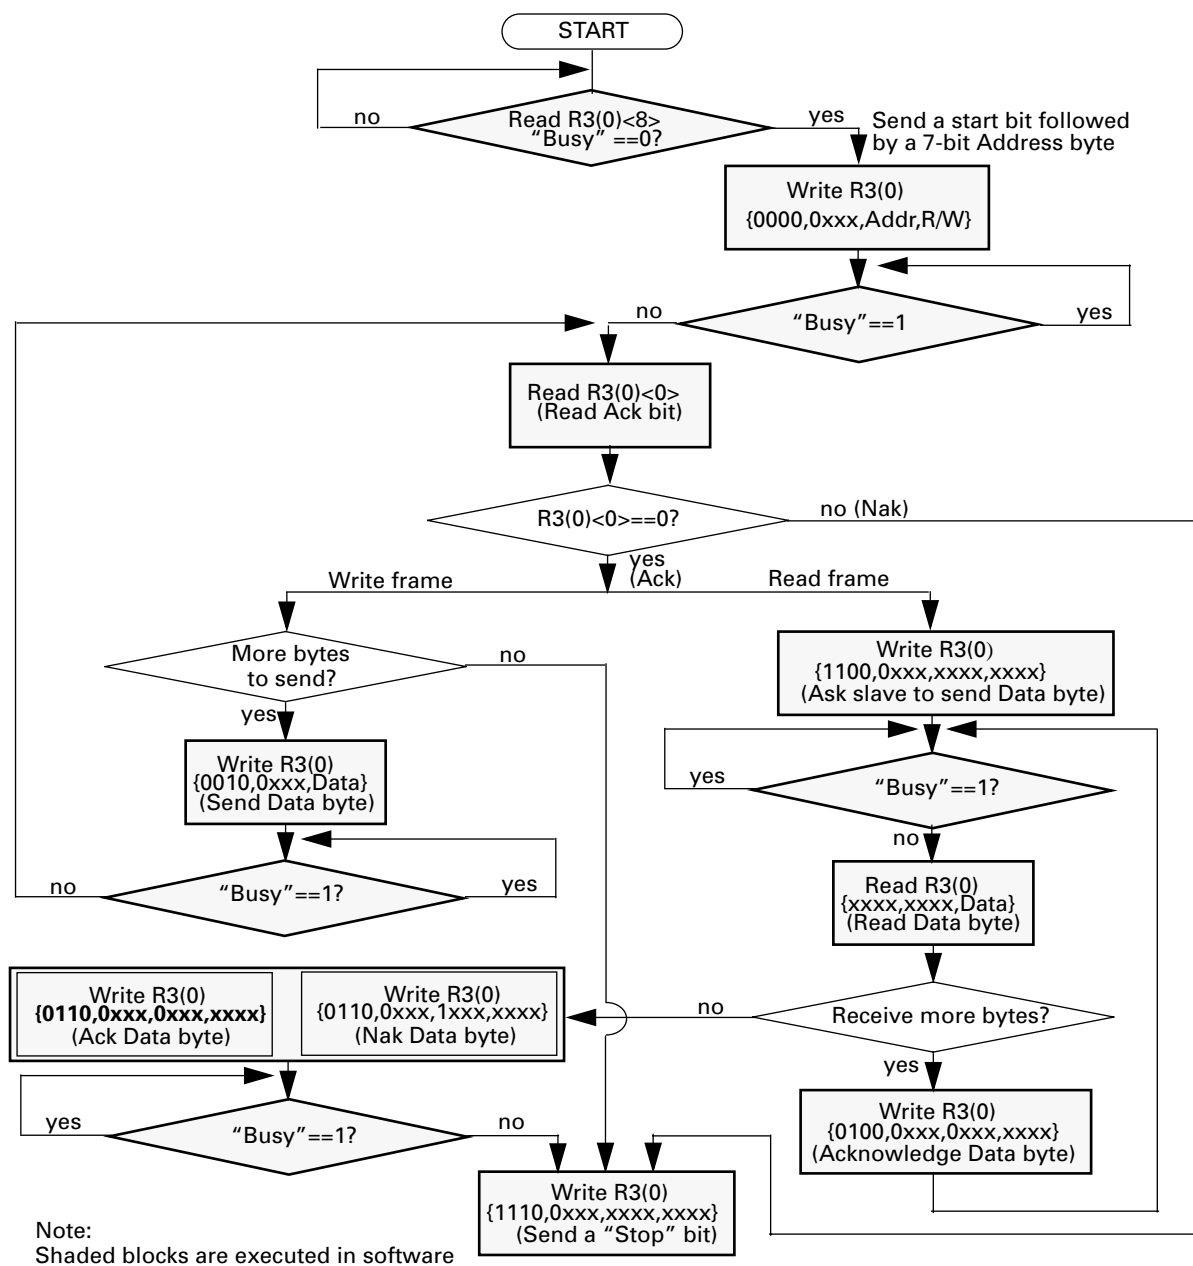 START
no
Read R3(0)<8>
“Busy” ==0?
yes
Send a start bit followed
by a 7-bit Address byte
Write R3(0)
{0000,0xxx,Addr,R/W}
no
“Busy”==1
yes
Read R3(0)<0>
(Read Ack bit)
R3(0)<0>==0?
no (Nak)
yes
(Ack)
Write frame
Read frame
More bytes
to send?
no
yes
Write R3(0)
{0010,0xxx,Data}
(Send Data byte)
no
“Busy”==1?
yes
Write R3(0)
{1100,0xxx,xxxx,xxxx}
(Ask slave to send Data byte)
yes
“Busy”==1?
no
Read R3(0)
{xxxx,xxxx,Data}
(Read Data byte)
no
Receive more bytes?
yes
Write R3(0)
{0100,0xxx,0xxx,xxxx}
(Acknowledge Data byte)
Write R3(0)
{0110,0xxx,0xxx,xxxx}
(Ack Data byte)
Write R3(0)
{0110,0xxx,1xxx,xxxx}
(Nak Data byte)
yes
“Busy”==1?
no
Write R3(0)
{1110,0xxx,xxxx,xxxx}
(Send a “Stop” bit)
Note:
Shaded blocks are executed in software